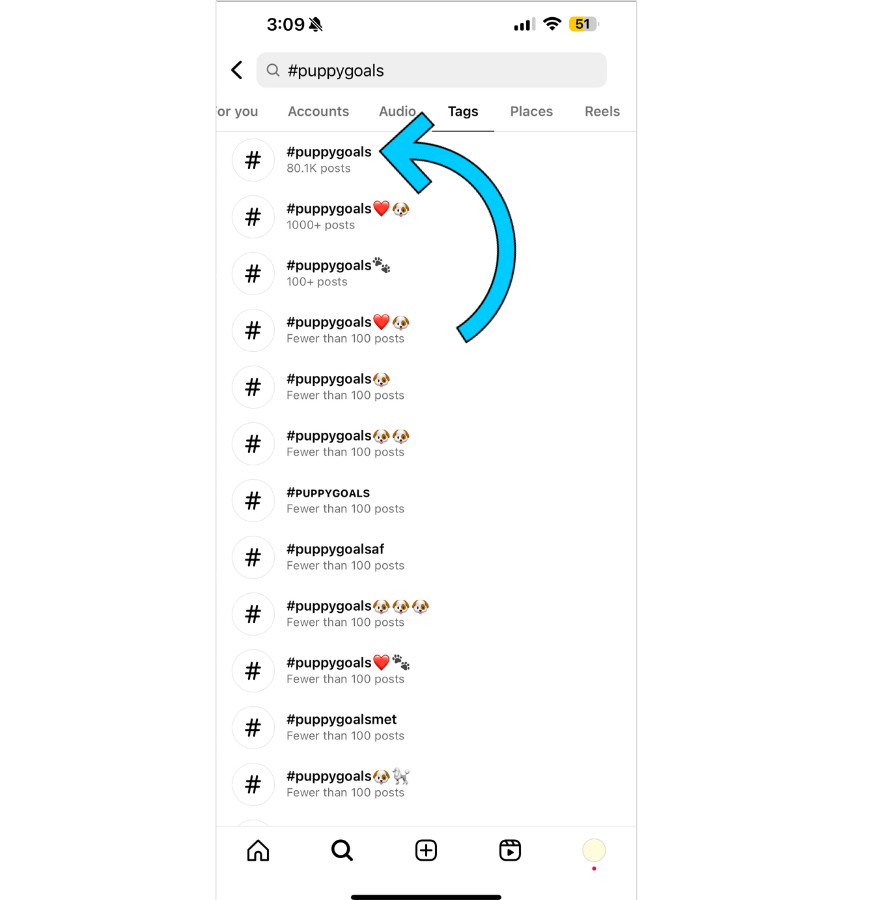 3:09
51
#puppygoals
or you Accounts Audio Tags Places Reels
#puppygoals
80.1K posts
#puppygoals❤️🐶
1000+ posts
#puppygoals🐾
100+ posts
#puppygoals❤️🐶
Fewer than 100 posts
#puppygoals🐶
Fewer than 100 posts
#puppygoals🐶🐶
Fewer than 100 posts
#ᴘᴜᴘᴘʏɢᴏᴀʟs
Fewer than 100 posts
#puppygoalsaf
Fewer than 100 posts
#puppygoals🐶🐶🐶
Fewer than 100 posts
#puppygoals❤️🐾
Fewer than 100 posts
#puppygoalsmet
Fewer than 100 posts
#puppygoals🐶🐩
Fewer than 100 posts